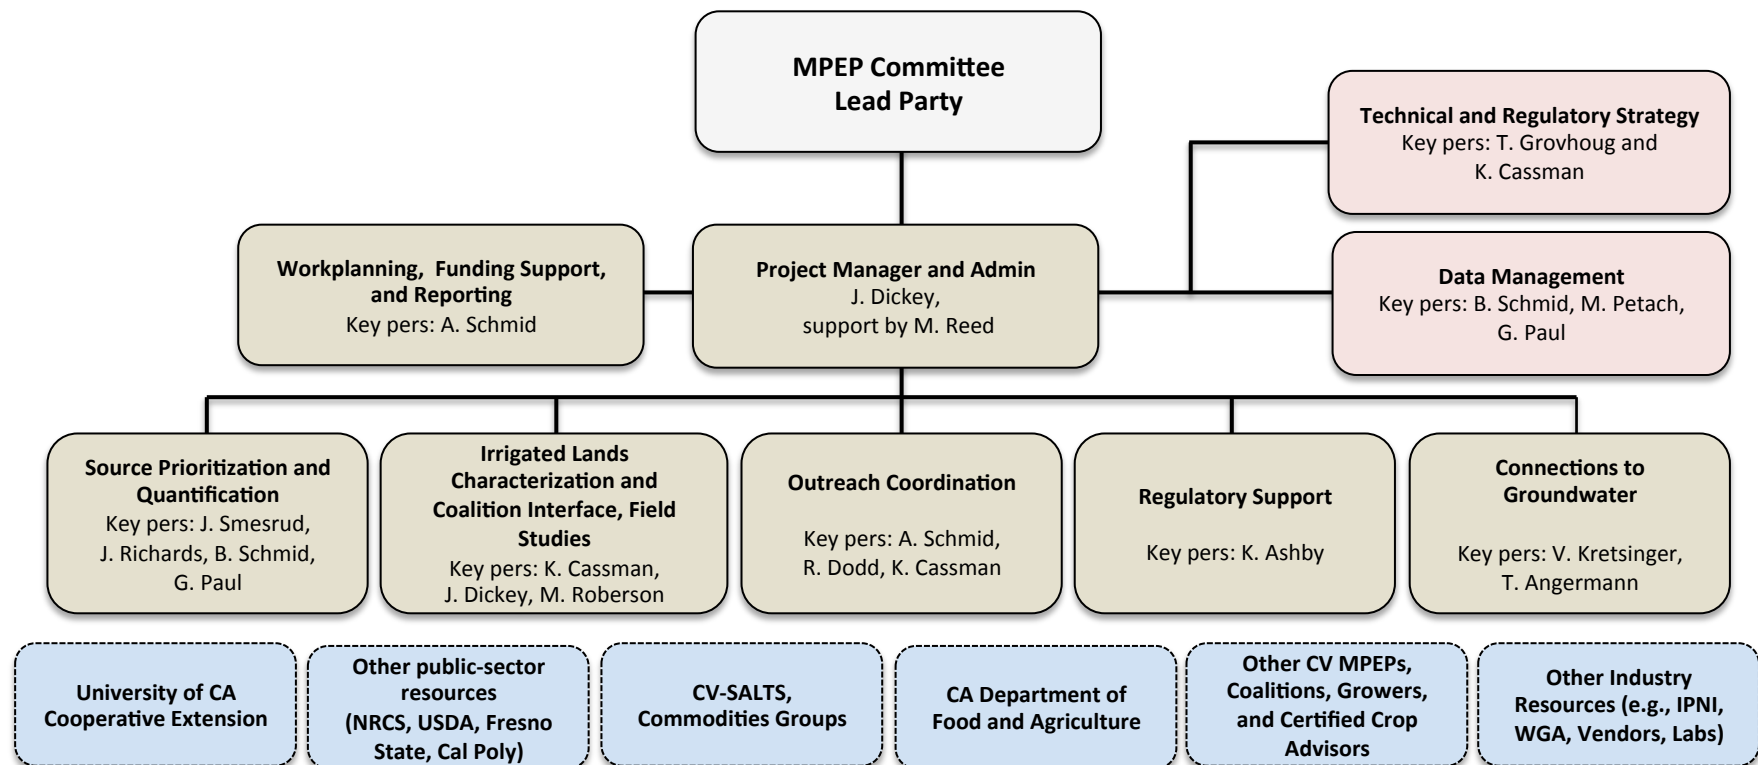 MPEP Committee
Lead Party
Technical and Regulatory Strategy
Key pers: T. Grovhoug and
K. Cassman
Workplanning, Funding Support,
and Reporting
Key pers: A. Schmid
Project Manager and Admin
J. Dickey,
support by M. Reed
Data Management
Key pers: B. Schmid, M. Petach,
G. Paul
Source Prioritization and
Quantification
Key pers: J. Smesrud,
J. Richards, B. Schmid,
G. Paul
Irrigated Lands
Characterization and
Coalition Interface, Field
Studies
Key pers: K. Cassman,
J. Dickey, M. Roberson
Outreach Coordination
Key pers: A. Schmid,
R. Dodd, K. Cassman
Regulatory Support
Key pers: K. Ashby
Connections to
Groundwater
Key pers: V. Kretsinger,
T. Angermann
University of CA
Cooperative Extension
Other public-sector
resources
(NRCS, USDA, Fresno
State, Cal Poly)
CV-SALTS,
Commodities Groups
CA Department of
Food and Agriculture
Other CV MPEPs,
Coalitions, Growers,
and Certified Crop
Advisors
Other Industry
Resources (e.g., IPNI,
WGA, Vendors, Labs)